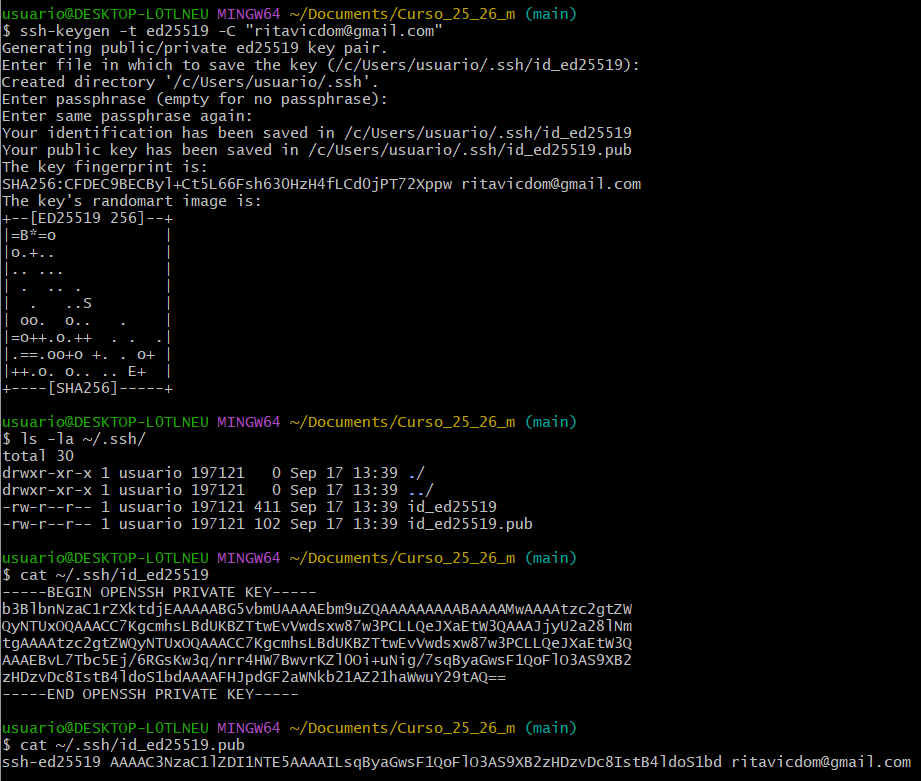 usuario@DESKTOP-L0TLNEU MINGW64 ~/Documents/Curso_25_26_m (main)
$ ssh-keygen -t ed25519 -C "ritavicdom@gmail.com"
Generating public/private ed25519 key pair.
Enter file in which to save the key (/c/Users/usuario/.ssh/id_ed25519):
Created directory '/c/Users/usuario/.ssh'.
Enter passphrase (empty for no passphrase):
Enter same passphrase again:
Your identification has been saved in /c/Users/usuario/.ssh/id_ed25519
Your public key has been saved in /c/Users/usuario/.ssh/id_ed25519.pub
The key fingerprint is:
SHA256:CFDEC9BECByl+Ct5L66Fsh63OHzH4fLCd0jPT72Xppw ritavicdom@gmail.com
The key's randomart image is:
+--[ED25519 256]--+
|=B*=o            |
|o.+..            |
|.. ...           |
| .  .. .         |
|  .   ..S        |
| oo.  o..   .    |
|=o++.o.++  . .  .|
|.==.oo+o +. . o+ |
|++.o. o.. .. E+  |
+----[SHA256]-----+
usuario@DESKTOP-L0TLNEU MINGW64 ~/Documents/Curso_25_26_m (main)
$ ls -la ~/.ssh/
total 30
drwxr-xr-x 1 usuario 197121   0 Sep 17 13:39 ./
drwxr-xr-x 1 usuario 197121   0 Sep 17 13:39 ../
-rw-r--r-- 1 usuario 197121 411 Sep 17 13:39 id_ed25519
-rw-r--r-- 1 usuario 197121 102 Sep 17 13:39 id_ed25519.pub
usuario@DESKTOP-L0TLNEU MINGW64 ~/Documents/Curso_25_26_m (main)
$ cat ~/.ssh/id_ed25519
-----BEGIN OPENSSH PRIVATE KEY-----
b3BlbnNzaC1rZXktdjEAAAAABG5vbmUAAAAEbm9uZQAAAAAAAAABAAAAMwAAAAtzc2gtZW
QyNTUxOQAAACC7KgcmhsLBdUKBZTtwEvVwdsxw87w3PCLLQeJXaEtW3QAAAJjyU2a28lNm
tgAAAAtzc2gtZWQyNTUxOQAAACC7KgcmhsLBdUKBZTtwEvVwdsxw87w3PCLLQeJXaEtW3Q
AAAEBvL7Tbc5Ej/6RGsKw3q/nrr4HW7BwvrKZlOOi+uNig/7sqByaGwsF1QoFlO3AS9XB2
zHDzvDc8IstB4ldoS1bdAAAAFHJpdGF2aWNkb21AZ21haWwuY29tAQ==
-----END OPENSSH PRIVATE KEY-----
usuario@DESKTOP-L0TLNEU MINGW64 ~/Documents/Curso_25_26_m (main)
$ cat ~/.ssh/id_ed25519.pub
ssh-ed25519 AAAAC3NzaC1lZDI1NTE5AAAAILsqByaGwsF1QoFlO3AS9XB2zHDzvDc8IstB4ldoS1bd ritavicdom@gmail.com